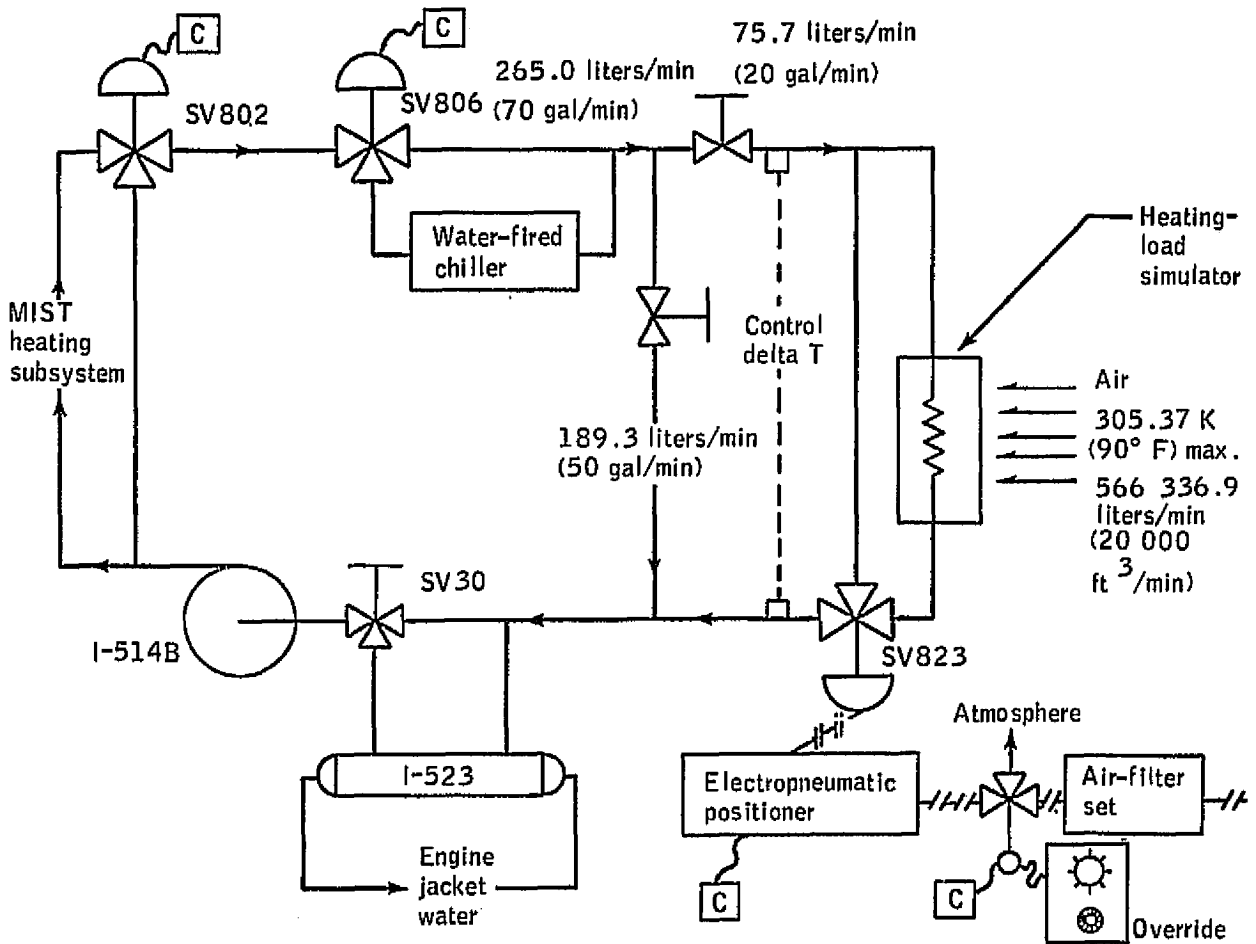 C
C
SV802
SV806
265.0 liters/min
(70 gal/min)
75.7 liters/min
(20 gal/min)
Water-fired
chiller
Heating-
load
simulator
MIST
heating
subsystem
Control
delta T
Air
305.37 K
(90° F) max.
566 336.9
liters/min
(20 000
ft 3/min)
189.3 liters/min
(50 gal/min)
SV30
I-514B
SV823
I-523
Engine
jacket
water
Electropneumatic
positioner
Atmosphere
Air-filter
set
C
C
Override